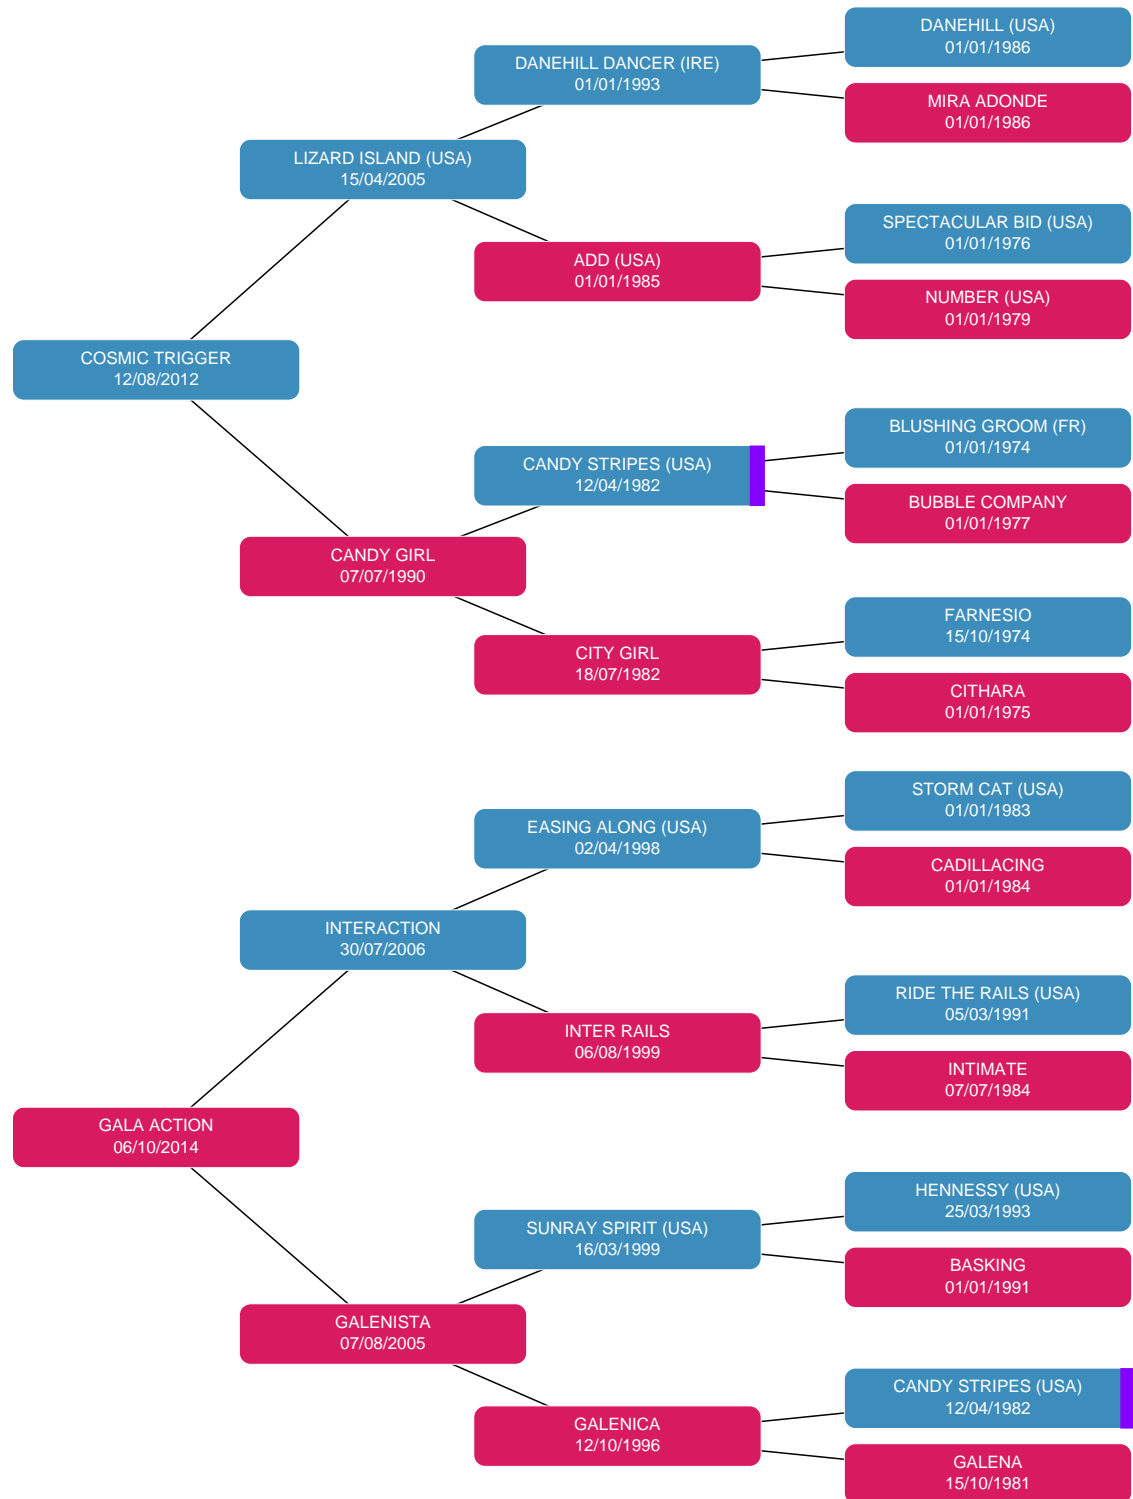 DANEHILL (USA)
01/01/1986
DANEHILL DANCER (IRE)
01/01/1993
MIRA ADONDE
01/01/1986
LIZARD ISLAND (USA)
15/04/2005
SPECTACULAR BID (USA)
01/01/1976
ADD (USA)
01/01/1985
NUMBER (USA)
01/01/1979
COSMIC TRIGGER
12/08/2012
BLUSHING GROOM (FR)
01/01/1974
CANDY STRIPES (USA)
12/04/1982
BUBBLE COMPANY
01/01/1977
CANDY GIRL
07/07/1990
FARNESIO
15/10/1974
CITY GIRL
18/07/1982
CITHARA
01/01/1975
STORM CAT (USA)
01/01/1983
EASING ALONG (USA)
02/04/1998
CADILLACING
01/01/1984
INTERACTION
30/07/2006
RIDE THE RAILS (USA)
05/03/1991
INTER RAILS
06/08/1999
INTIMATE
07/07/1984
GALA ACTION
06/10/2014
HENNESSY (USA)
25/03/1993
SUNRAY SPIRIT (USA)
16/03/1999
BASKING
01/01/1991
GALENISTA
07/08/2005
CANDY STRIPES (USA)
12/04/1982
GALENICA
12/10/1996
GALENA
15/10/1981